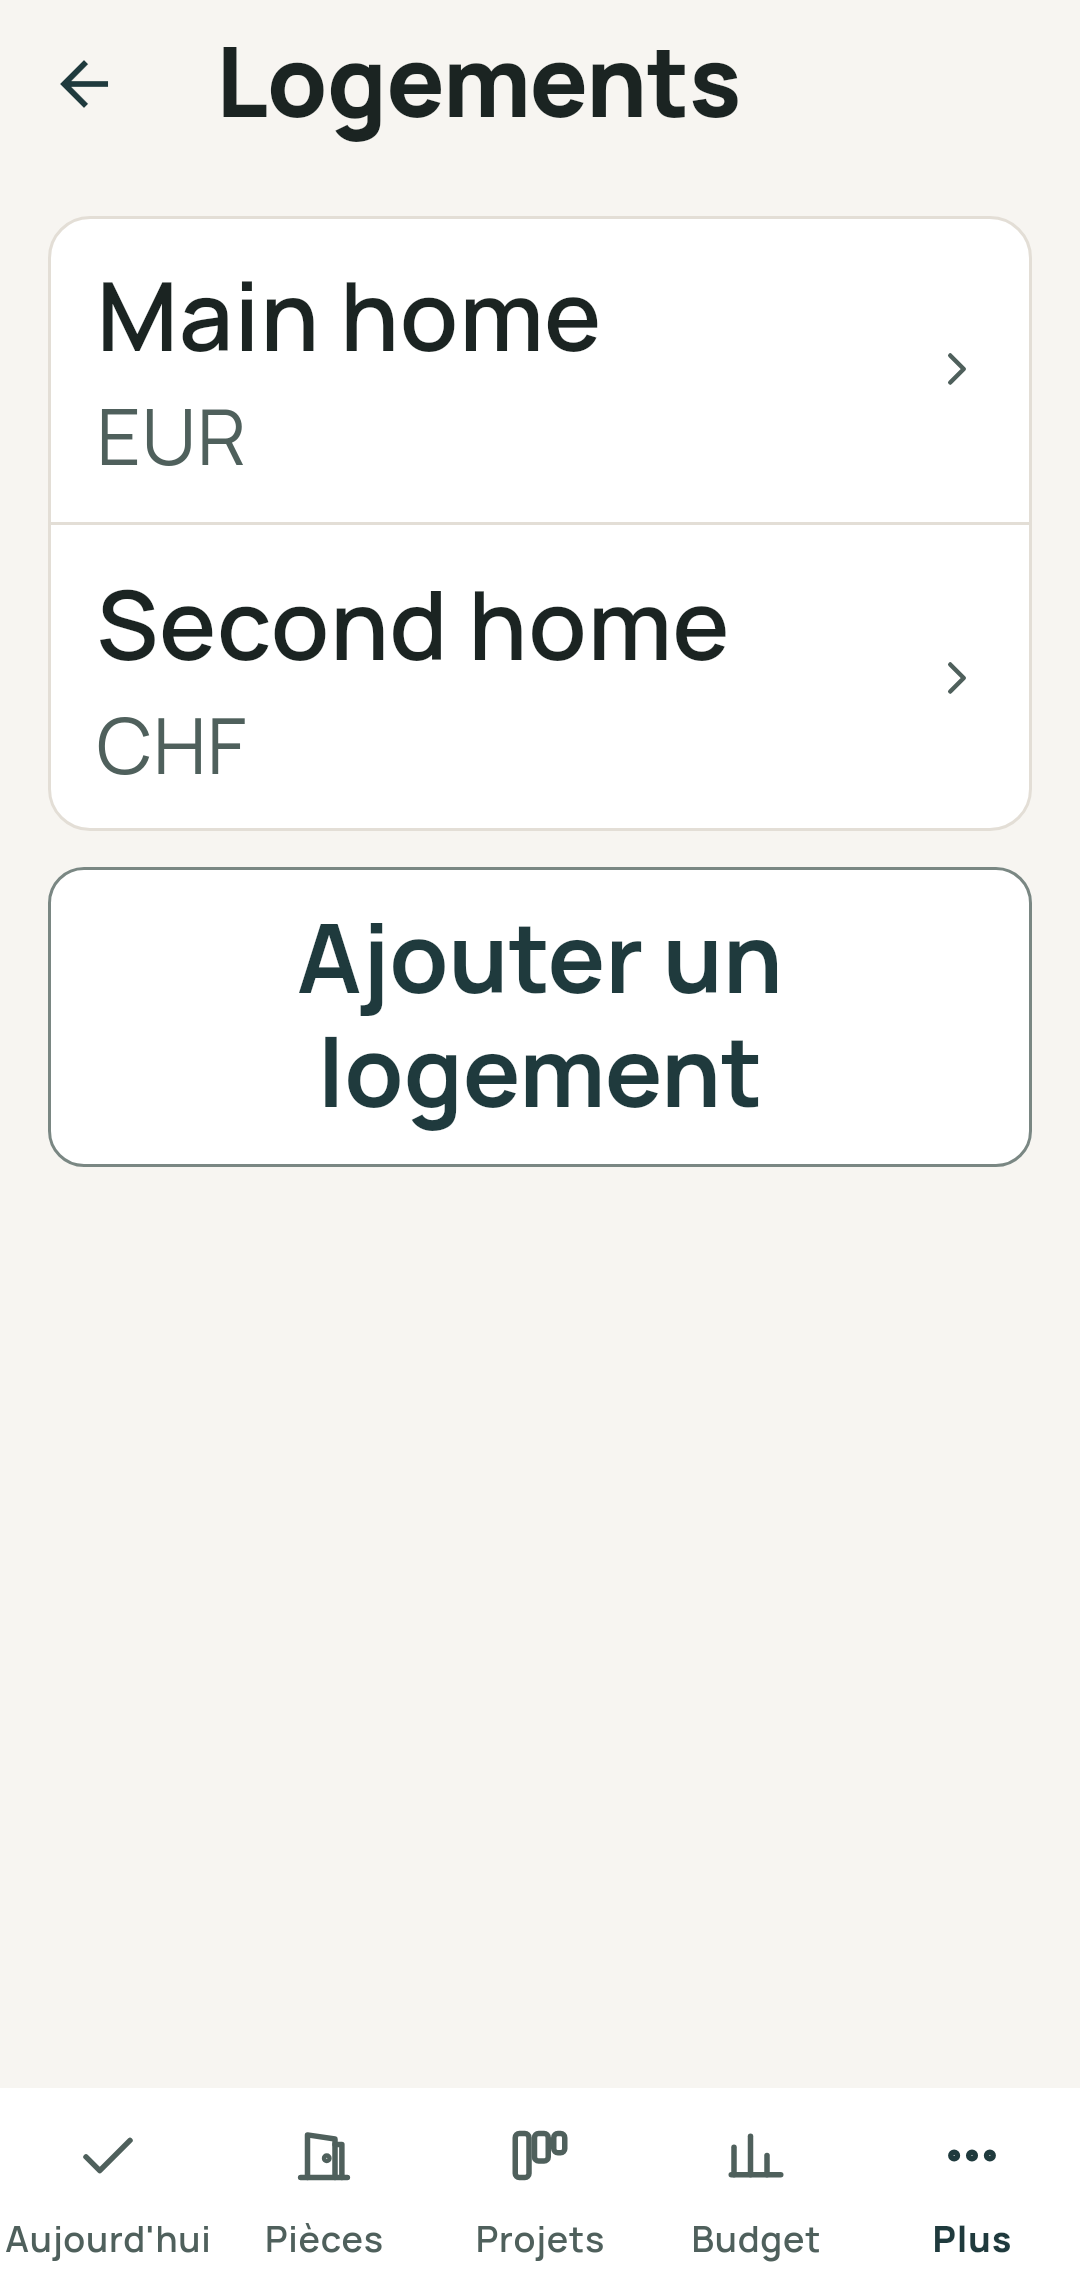 Logements
Main home
EUR
Second home
CHF
Ajouter un
logement
Aujourd'hui
Pièces
Projets
Budget
Plus